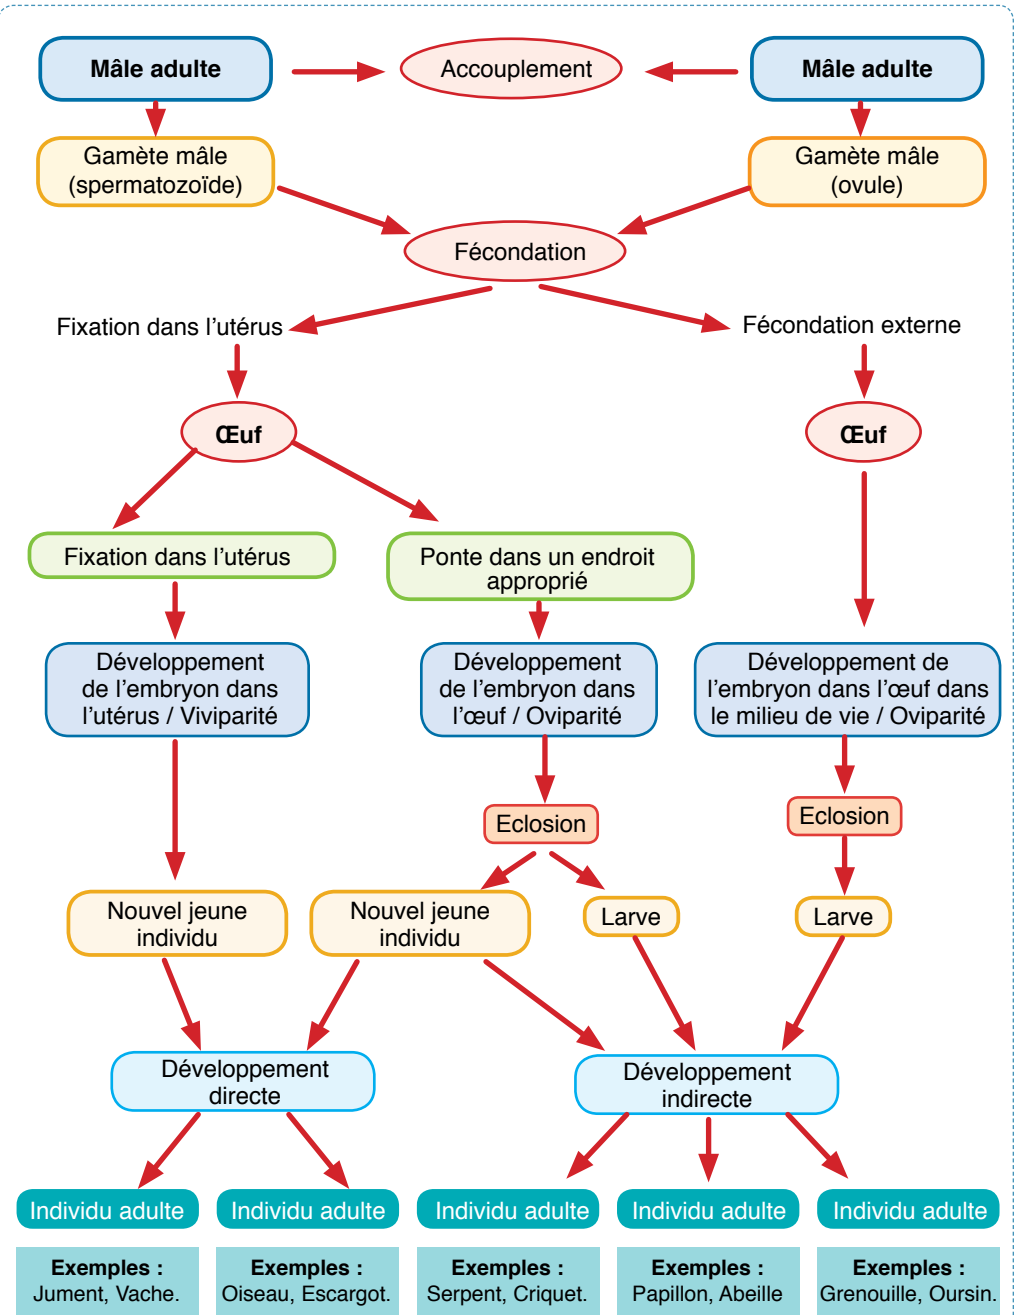 Mâle adulte
Accouplement
Mâle adulte
Gamète mâle
(spermatozoïde)
Gamète mâle
(ovule)
Fécondation
Fixation dans l'utérus
Fécondation externe
Œuf
Œuf
Fixation dans l'utérus
Ponte dans un endroit
approprié
Développement
de l'embryon dans
l'utérus / Viviparité
Développement
de l'embryon dans
l'œuf / Oviparité
Développement de
l'embryon dans l'œuf dans
le milieu de vie / Oviparité
Eclosion
Eclosion
Nouvel jeune
individu
Nouvel jeune
individu
Larve
Larve
Développement
directe
Développement
indirecte
Individu adulte
Individu adulte
Individu adulte
Individu adulte
Individu adulte
Exemples :
Jument, Vache.
Exemples :
Oiseau, Escargot.
Exemples :
Serpent, Criquet.
Exemples :
Papillon, Abeille
Exemples :
Grenouille, Oursin.